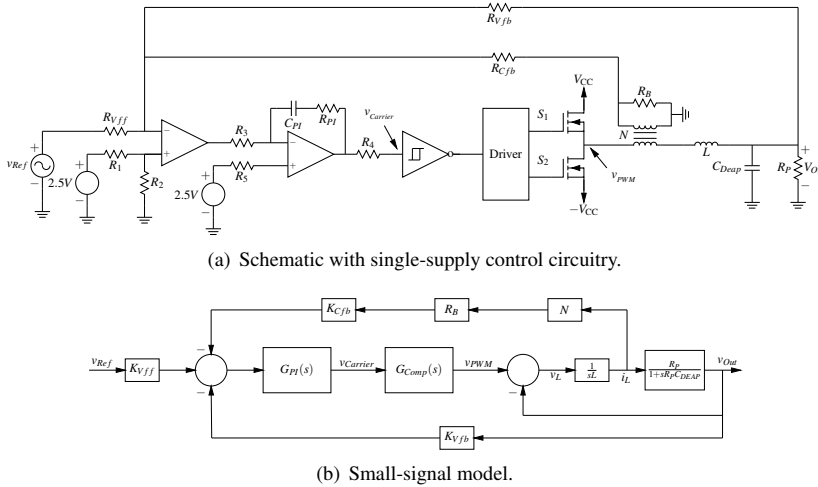 R_Vfb
R_Cfb
V_CC
R_B
N
C_PI R_PI
v_Carrier
S_1
R_Vff
R_3
R_4
−
+
Driver
L
v_Ref
+
−
R_1
2.5V
+
−
R_2
R_5
2.5V
+
−
S_2
v_PWM
C_Deap
R_P
+
V_O
−
−V_CC
(a) Schematic with single-supply control circuitry.
K_Cfb
R_B
N
v_Ref
K_Vff
−
−
G_PI(s)
v_Carrier
G_Comp(s)
v_PWM
−
v_L
1/sL
i_L
R_P/1+sR_PC_DEAP
v_Out
K_Vfb
(b) Small-signal model.